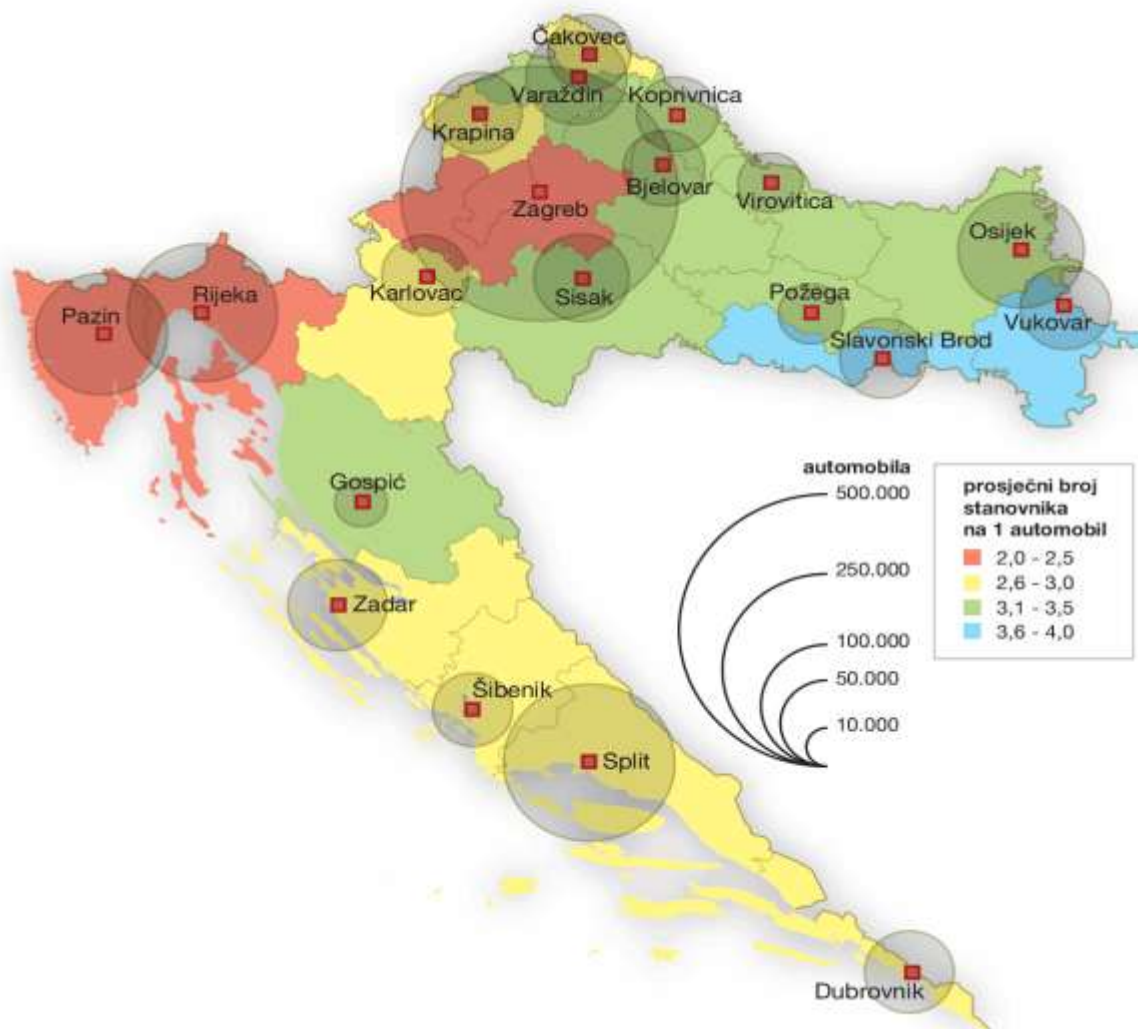 Čakovec
Varaždin
Koprivnica
Krapina
Bjelovar
Virovitica
Zagreb
Osijek
Karlovac
Sisak
Požega
Vukovar
Rijeka
Pazin
Slavonski Brod
Gospić
Zadar
Šibenik
Split
Dubrovnik
automobila
500.000
250.000
100.000
50.000
10.000
prosječni broj
stanovnika
na 1 automobil
2,0 - 2,5
2,6 - 3,0
3,1 - 3,5
3,6 - 4,0